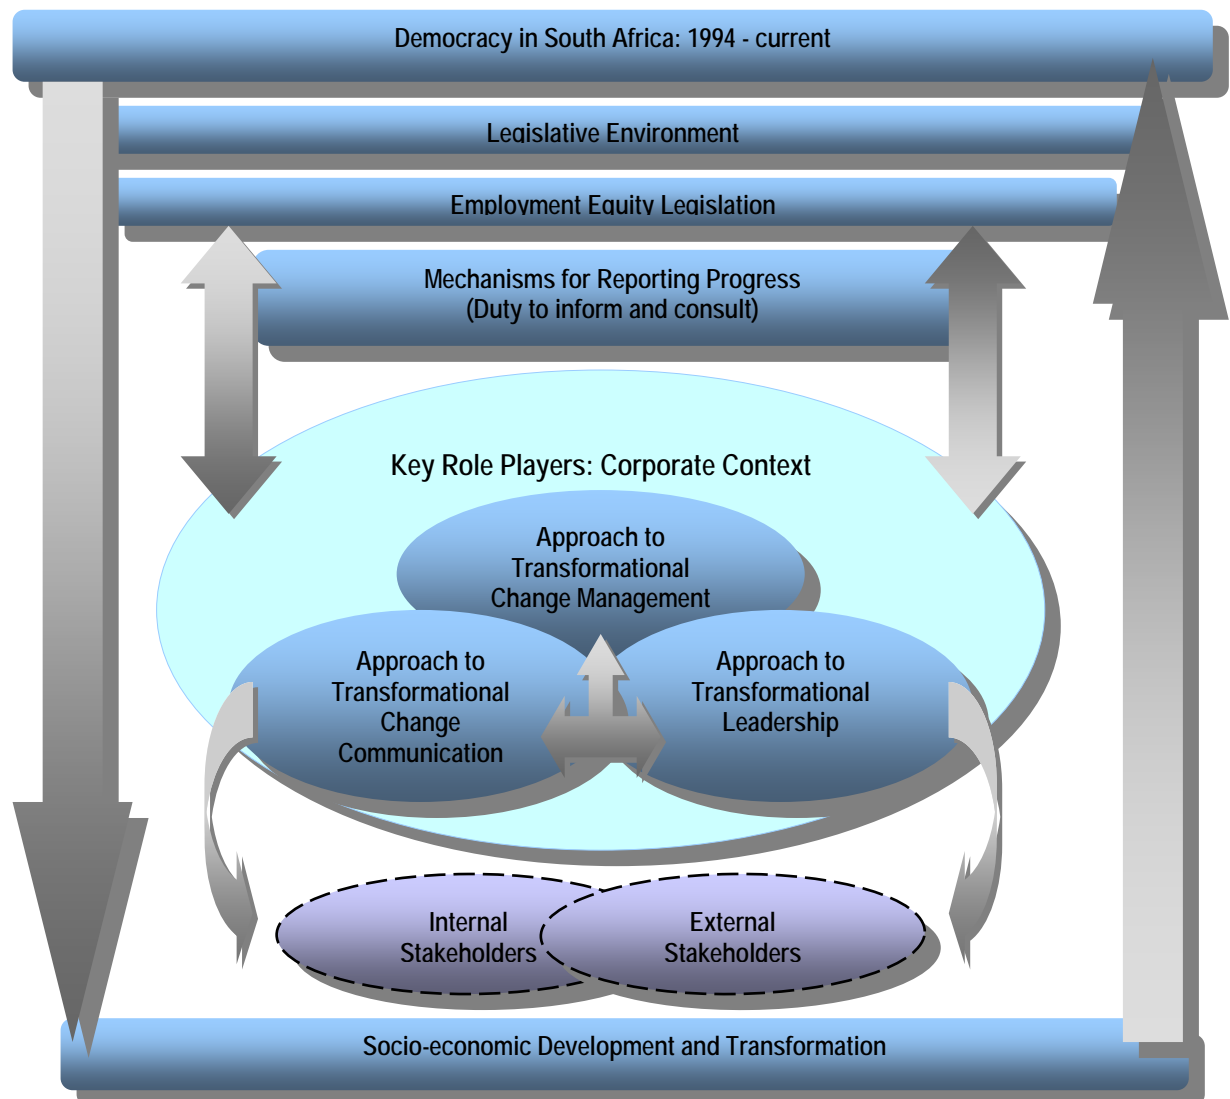 Democracy in South Africa: 1994 - current
Legislative Environment
Employment Equity Legislation
Mechanisms for Reporting Progress
(Duty to inform and consult)
Key Role Players: Corporate Context
Approach to
Transformational
Change Management
Approach to
Transformational
Change
Communication
Approach to
Transformational
Leadership
Internal
Stakeholders
External
Stakeholders
Socio-economic Development and Transformation